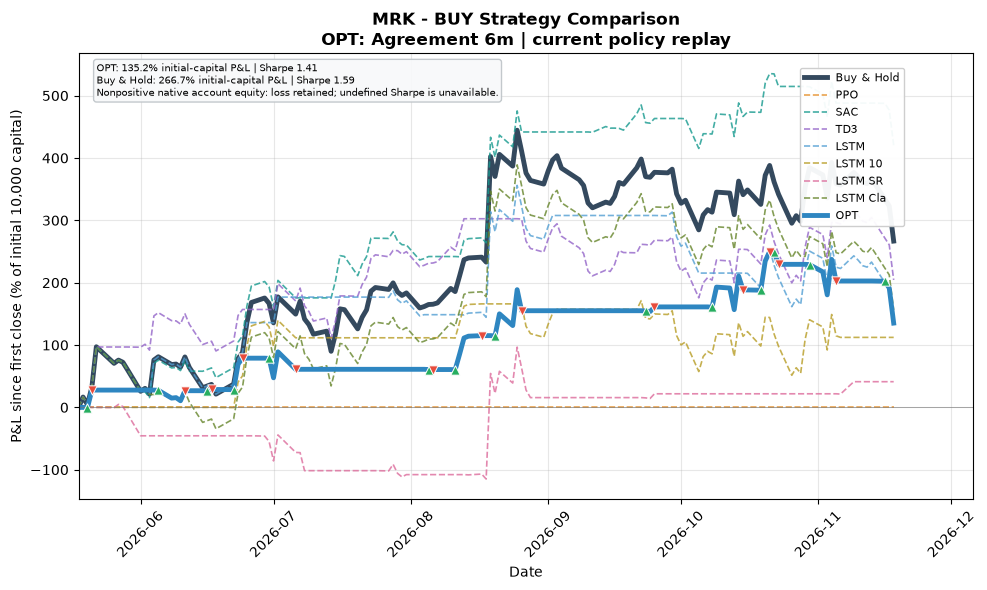 MRK - BUY Strategy Comparison
OPT: Agreement 6m | current policy replay
OPT: 135.2% initial-capital P&L | Sharpe 1.41
Buy & Hold: 266.7% initial-capital P&L | Sharpe 1.59
Nonpositive native account equity: loss retained; undefined Sharpe is unavailable.
Buy & Hold
PPO
SAC
TD3
LSTM
LSTM 10
LSTM SR
LSTM Cla
OPT
P&L since first close (% of initial 10,000 capital)
500
400
300
200
100
0
−100
2026-06
2026-07
2026-08
2026-09
2026-10
2026-11
2026-12
Date